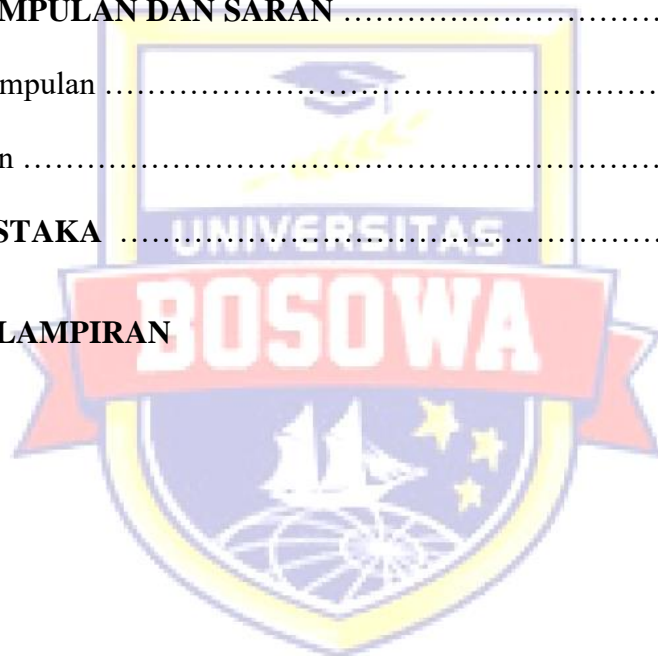 MPULAN DAN SARAN ……………………………
mpulan ……………………………………………………
n ……………………………………………………………
STAKA ……………………………………………………
UNIVERSITAS
BOSOWA
LAMPIRAN